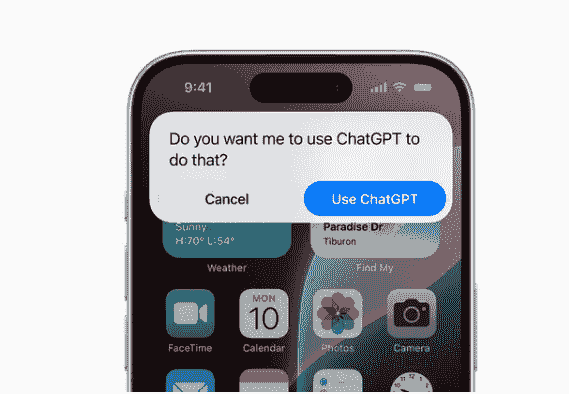 9:41
Do you want me to use ChatGPT to
do that?
Cancel
Use ChatGPT
Sunny
H:70° L:54°
Paradise Dr
Tiburon
Weather
Find My
MON
10
FaceTime
Calendar
Photos
Camera